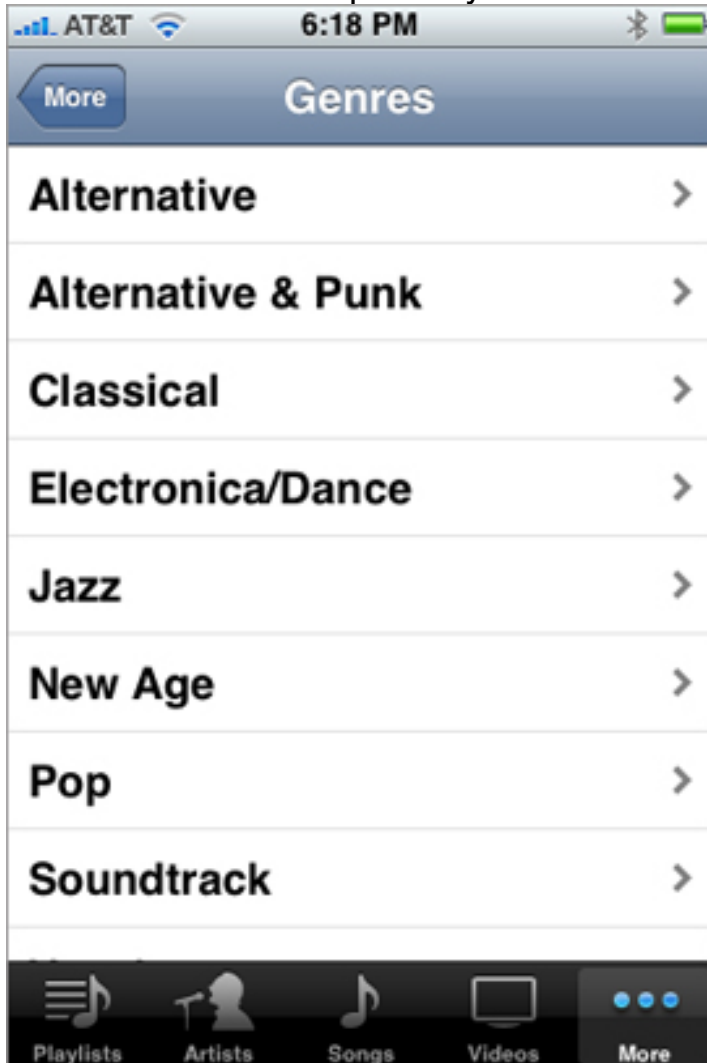 AT&T 6:18 PM
More Genres
Alternative
Alternative & Punk
Classical
Electronica/Dance
Jazz
New Age
Pop
Soundtrack
Playlists Artists Songs Videos More